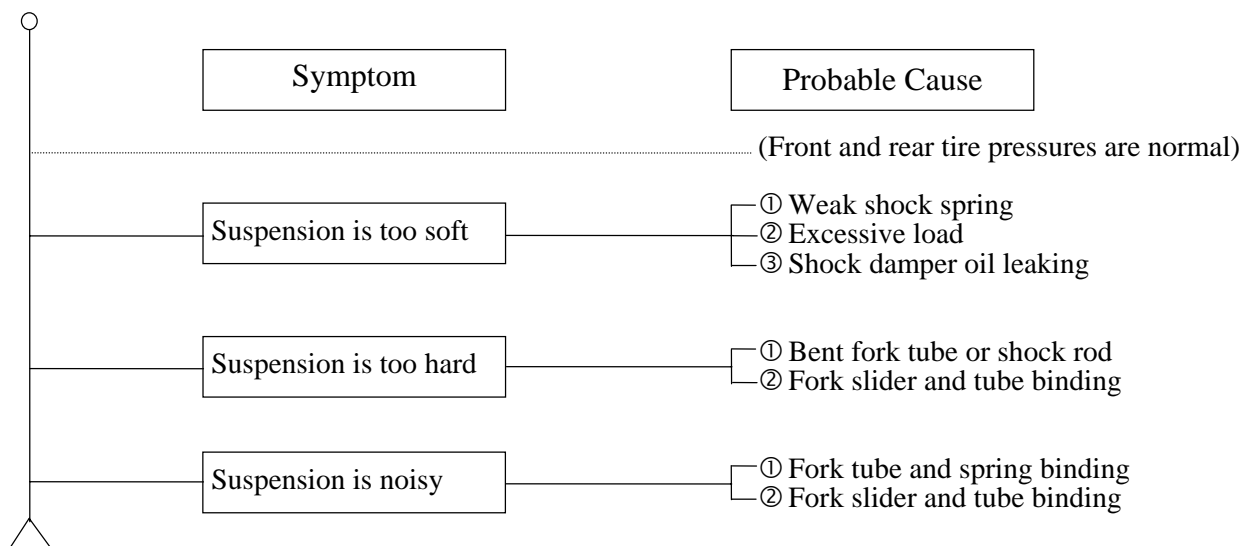 Symptom
Probable Cause
(Front and rear tire pressures are normal)
Suspension is too soft
① Weak shock spring
② Excessive load
③ Shock damper oil leaking
Suspension is too hard
① Bent fork tube or shock rod
② Fork slider and tube binding
Suspension is noisy
① Fork tube and spring binding
② Fork slider and tube binding